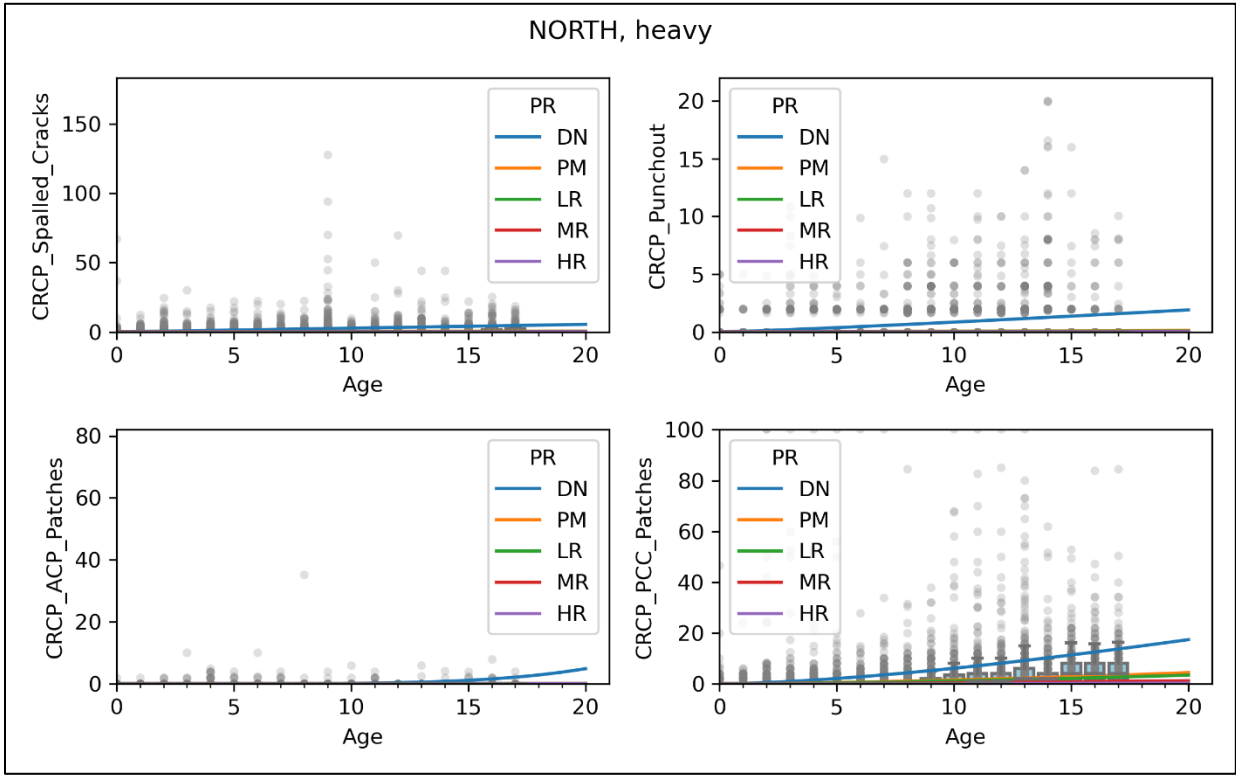 NORTH, heavy
CRCP_Spalled_Cracks
150
100
50
0
0 5 10 15 20
Age
PR
DN
PM
LR
MR
HR
CRCP_Punchout
20
15
10
5
0
0 5 10 15 20
Age
PR
DN
PM
LR
MR
HR
CRCP_ACP_Patches
80
60
40
20
0
0 5 10 15 20
Age
PR
DN
PM
LR
MR
HR
CRCP_PCC_Patches
100
80
60
40
20
0
0 5 10 15 20
Age
PR
DN
PM
LR
MR
HR